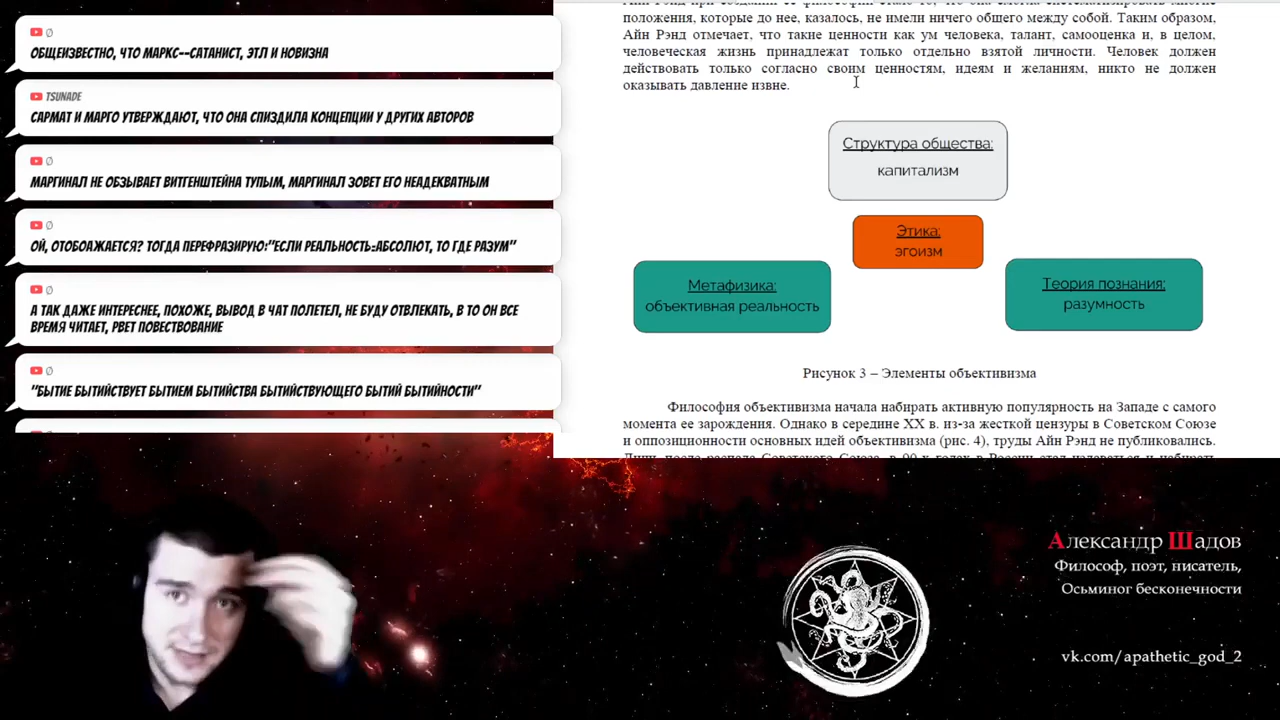 Ø
ОБЩЕИЗВЕСТНО, ЧТО МАРКС--САТАНИСТ, ЭТЛ И НОВИЗНА
TSUNADE
САРМАТ И МАРГО УТВЕРЖДАЮТ, ЧТО ОНА СПИЗДИЛА КОНЦЕПЦИИ У ДРУГИХ АВТОРОВ
Ø
МАРГИНАЛ НЕ ОБЗЫВАЕТ ВИТГЕНШТЕЙНА ТУПЫМ, МАРГИНАЛ ЗОВЕТ ЕГО НЕАДЕКВАТНЫМ
Ø
ОЙ, ОТОБОАЖАЕТСЯ? ТОГДА ПЕРЕФРАЗИРУЮ:"ЕСЛИ РЕАЛЬНОСТЬ=АБСОЛЮТ, ТО ГДЕ РАЗУМ"
Ø
А ТАК ДАЖЕ ИНТЕРЕСНЕЕ, ПОХОЖЕ, ВЫВОД В ЧАТ ПОЛЕТЕЛ, НЕ БУДУ ОТВЛЕКАТЬ, В ТО ОН ВСЕ
ВРЕМЯ ЧИТАЕТ, РВЕТ ПОВЕСТВОВАНИЕ
Ø
"БЫТИЕ БЫТИЙСТВУЕТ БЫТИЕМ БЫТИЙСТВА БЫТИЙСТВУЮЩЕГО БЫТИЙ БЫТИЙНОСТИ"
положения, которые до нее, казалось, не имели ничего общего между собой. Таким образом,
Айн Рэнд отмечает, что такие ценности как ум человека, талант, самооценка и, в целом,
человеческая жизнь принадлежат только отдельно взятой личности. Человек должен
действовать только согласно своим ценностям, идеям и желаниям, никто не должен
оказывать давление извне.
Структура общества:
капитализм
Этика:
эгоизм
Метафизика:
объективная реальность
Теория познания:
разумность
Рисунок 3 – Элементы объективизма
Философия объективизма начала набирать активную популярность на Западе с самого
момента ее зарождения. Однако в середине XX в. из-за жесткой цензуры в Советском Союзе
и оппозиционности основных идей объективизма (рис. 4), труды Айн Рэнд не публиковались.
Александр Шадов
Философ, поэт, писатель,
Осьминог бесконечности
vk.com/apathetic_god_2